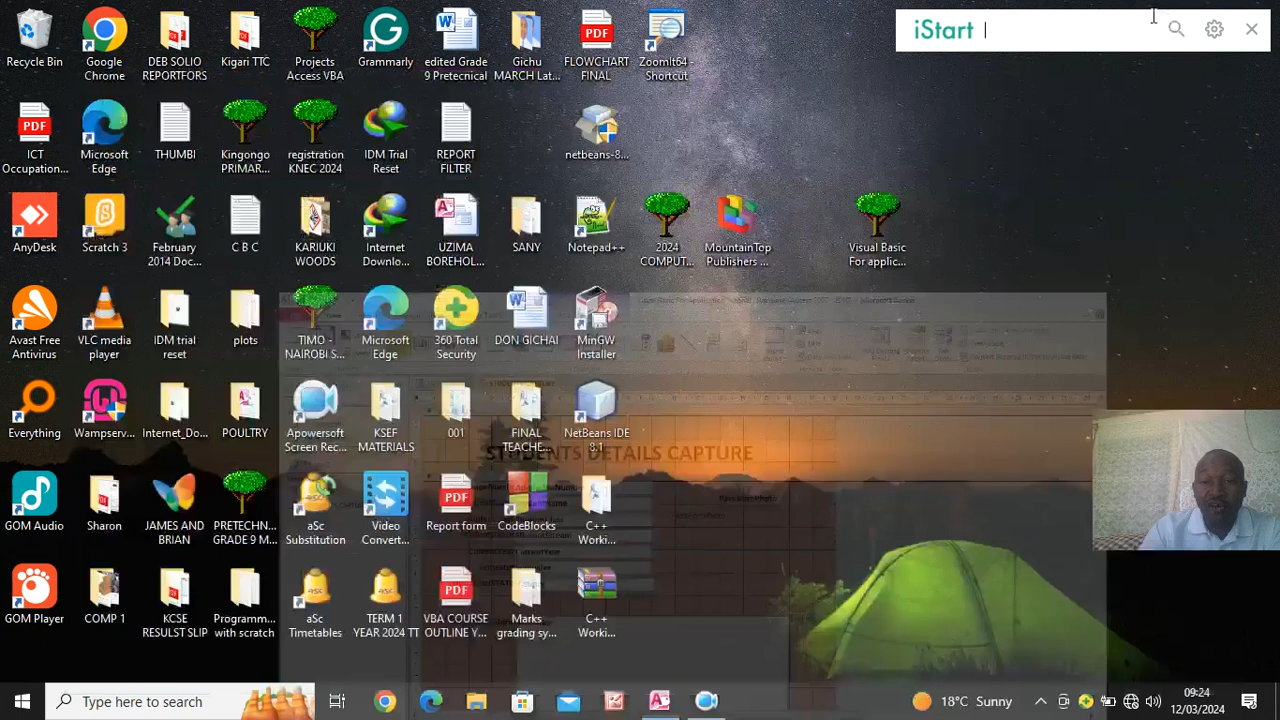 iStart
Recycle Bin
Google
Chrome
DEB SOLIO
REPORTFORS
Kigari TTC
Projects
Access VBA
Grammarly
edited Grade
9 Pretecnical
Gichu
MARCH Lat...
FLOWCHART
FINAL
ZoomIt64 -
Shortcut
ICT
Occupation...
Microsoft
Edge
THUMBI
Kingongo
PRIMAR...
registration
KNEC 2024
IDM Trial
Reset
REPORT
FILTER
netbeans-8...
AnyDesk
Scratch 3
February
2014 Doc...
C B C
KARIUKI
WOODS
Internet
Downlo...
UZIMA
BOREHOL...
SANY
Notepad++
2024
COMPUT...
MountainTop
Publishers ...
Visual Basic
For applic...
Avast Free
Antivirus
VLC media
player
IDM trial
reset
plots
TIMO -
NAIROBI S...
Microsoft
Edge
360 Total
Security
DON GICHAI
MinGW
Installer
Everything
Wampserv...
Internet_Do...
POULTRY
Apowersoft
Screen Rec...
KSEF
MATERIALS
001
FINAL
TEACHE...
NetBeans IDE
8.1
STUDENTS DETAILS CAPTURE
GOM Audio
Sharon
JAMES AND
BRIAN
PRETECHN...
GRADE 9 M...
aSc
Substitution
Video
Convert...
Report form
CodeBlocks
C++
Worki...
GOM Player
COMP 1
KCSE
RESULST SLIP
Programm...
with scratch
aSc
Timetables
TERM 1
YEAR 2024 TT
VBA COURSE
OUTLINE Y...
Marks
grading sy...
C++
Worki...
Type here to search
18°C Sunny
09:24
12/03/2024